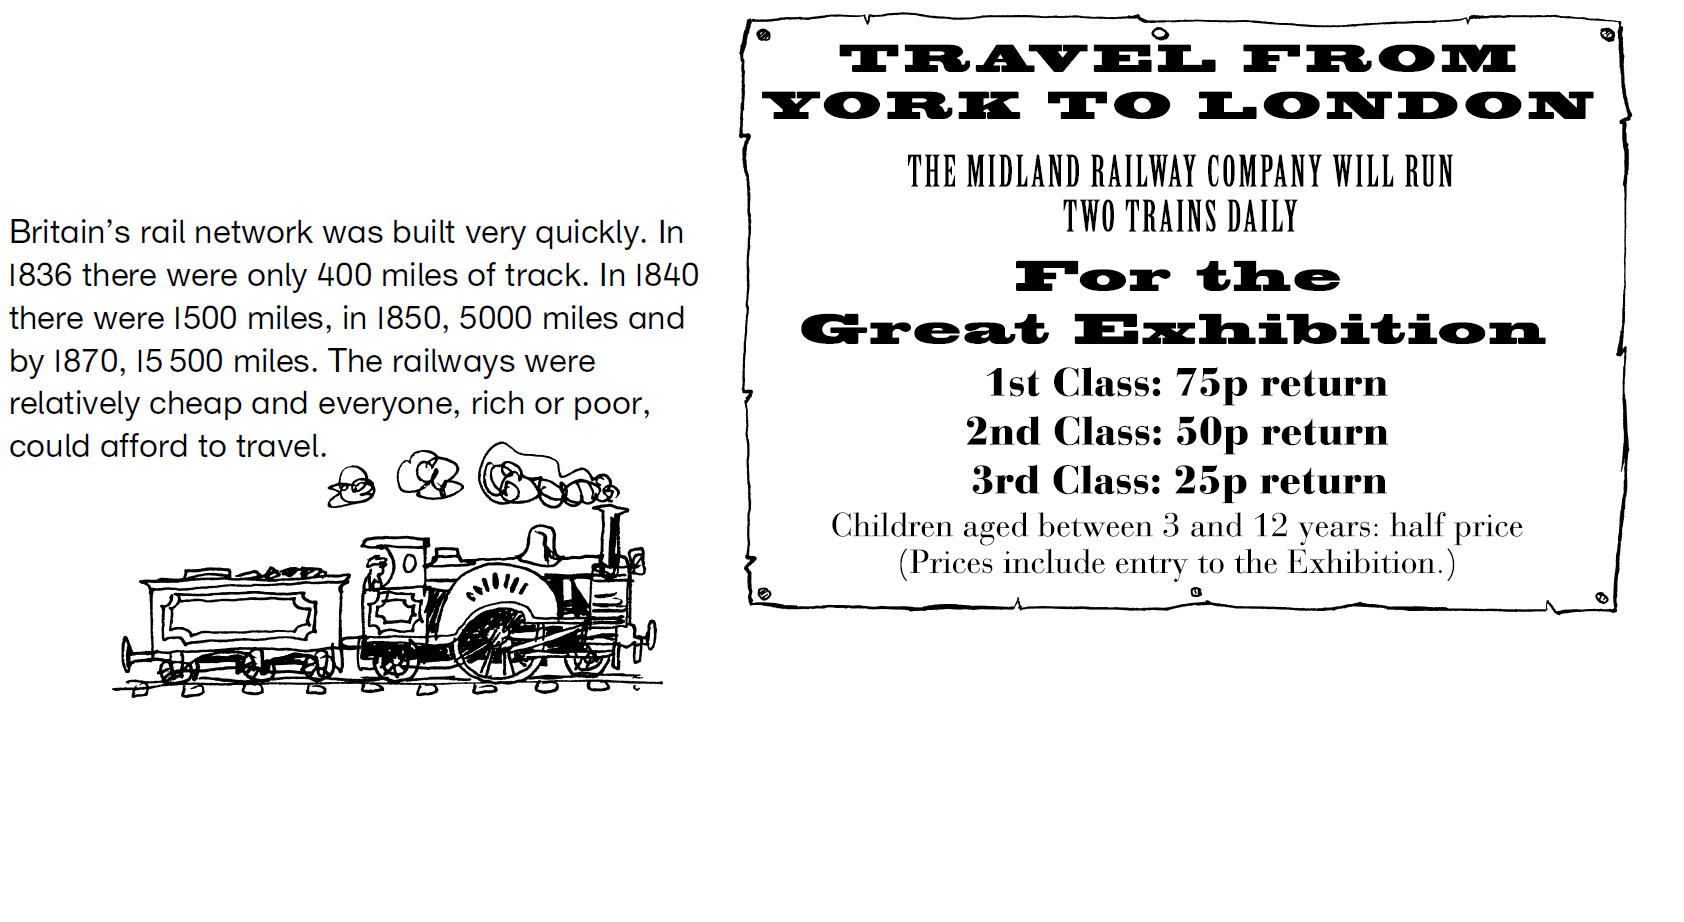 Britain’s rail network was built very quickly. In
1836 there were only 400 miles of track. In 1840
there were 1500 miles, in 1850, 5000 miles and
by 1870, 15 500 miles. The railways were
relatively cheap and everyone, rich or poor,
could afford to travel.
TRAVEL FROM
YORK TO LONDON
THE MIDLAND RAILWAY COMPANY WILL RUN
TWO TRAINS DAILY
For the
Great Exhibition
1st Class: 75p return
2nd Class: 50p return
3rd Class: 25p return
Children aged between 3 and 12 years: half price
(Prices include entry to the Exhibition.)